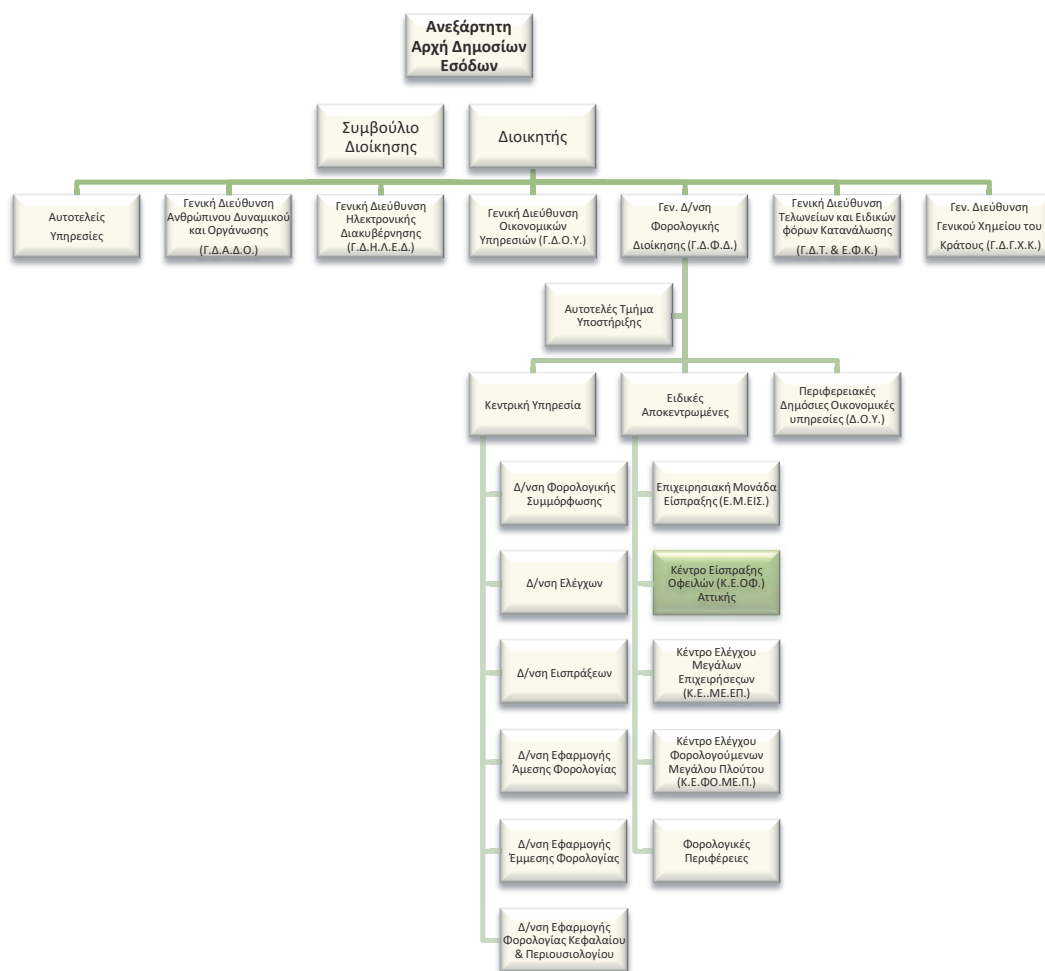 Ανεξάρτητη
Αρχή Δημοσίων
Εσόδων
Συμβούλιο
Διοίκησης
Διοικητής
Αυτοτελείς
Υπηρεσίες
Γενική Διεύθυνση
Ανθρώπινου Δυναμικού
και Οργάνωσης
(Γ.Δ.Α.Δ.Ο.)
Γενική Διεύθυνση
Ηλεκτρονικής
Διακυβέρνησης
(Γ.Δ.Η.Λ.Ε.Δ.)
Γενική Διεύθυνση
Οικονομικών
Υπηρεσιών (Γ.Δ.Ο.Υ.)
Γεν. Δ/νση
Φορολογικής
Διοίκησης (Γ.Δ.Φ.Δ.)
Γενική Διεύθυνση
Τελωνείων και Ειδικών
φόρων Κατανάλωσης
(Γ.Δ.Τ. & Ε.Φ.Κ.)
Γεν. Διεύθυνση
Γενικού Χημείου του
Κράτους (Γ.Δ.Γ.Χ.Κ.)
Αυτοτελές Τμήμα
Υποστήριξης
Κεντρική Υπηρεσία
Ειδικές
Αποκεντρωμένες
Περιφερειακές
Δημόσιες Οικονομικές
υπηρεσίες (Δ.Ο.Υ.)
Δ/νση Φορολογικής
Συμμόρφωσης
Επιχειρησιακή Μονάδα
Είσπραξης (Ε.Μ.ΕΙΣ.)
Δ/νση Ελέγχων
Κέντρο Είσπραξης
Οφειλών (Κ.Ε.ΟΦ.)
Αττικής
Δ/νση Εισπράξεων
Κέντρο Ελέγχου
Μεγάλων
Επιχειρήσεςων
(Κ.Ε..ΜΕ.ΕΠ.)
Δ/νση Εφαρμογής
Άμεσης Φορολογίας
Κέντρο Ελέγχου
Φορολογούμενων
Μεγάλου Πλούτου
(Κ.Ε.ΦΟ.ΜΕ.Π.)
Δ/νση Εφαρμογής
Έμμεσης Φορολογίας
Φορολογικές
Περιφέρειες
Δ/νση Εφαρμογής
Φορολογίας Κεφαλαίου
& Περιουσιολογίου